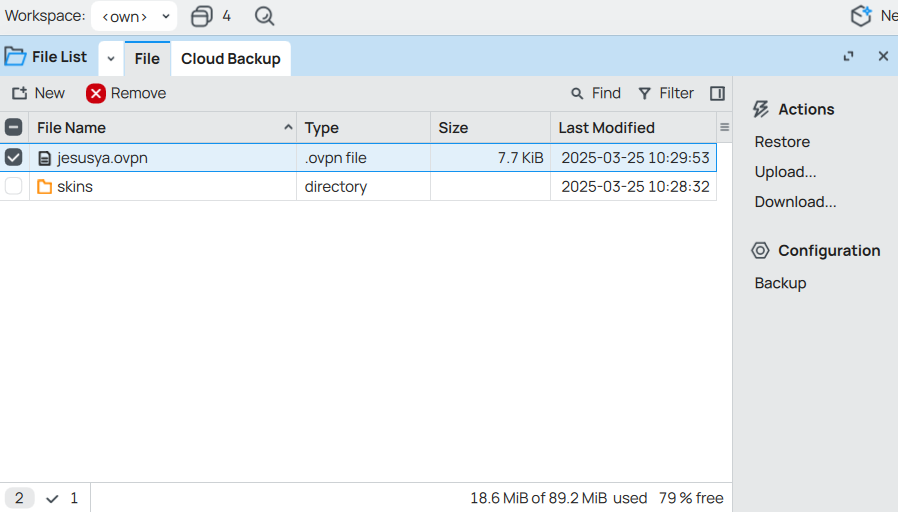 Workspace: <own> 4 Ne
File List File Cloud Backup
New Remove Find Filter
File Name Type Size Last Modified
jesusya.ovpn .ovpn file 7.7 KiB 2025-03-25 10:29:53
skins directory 2025-03-25 10:28:32
Actions
Restore
Upload...
Download...
Configuration
Backup
2 1 18.6 MiB of 89.2 MiB used 79 % free